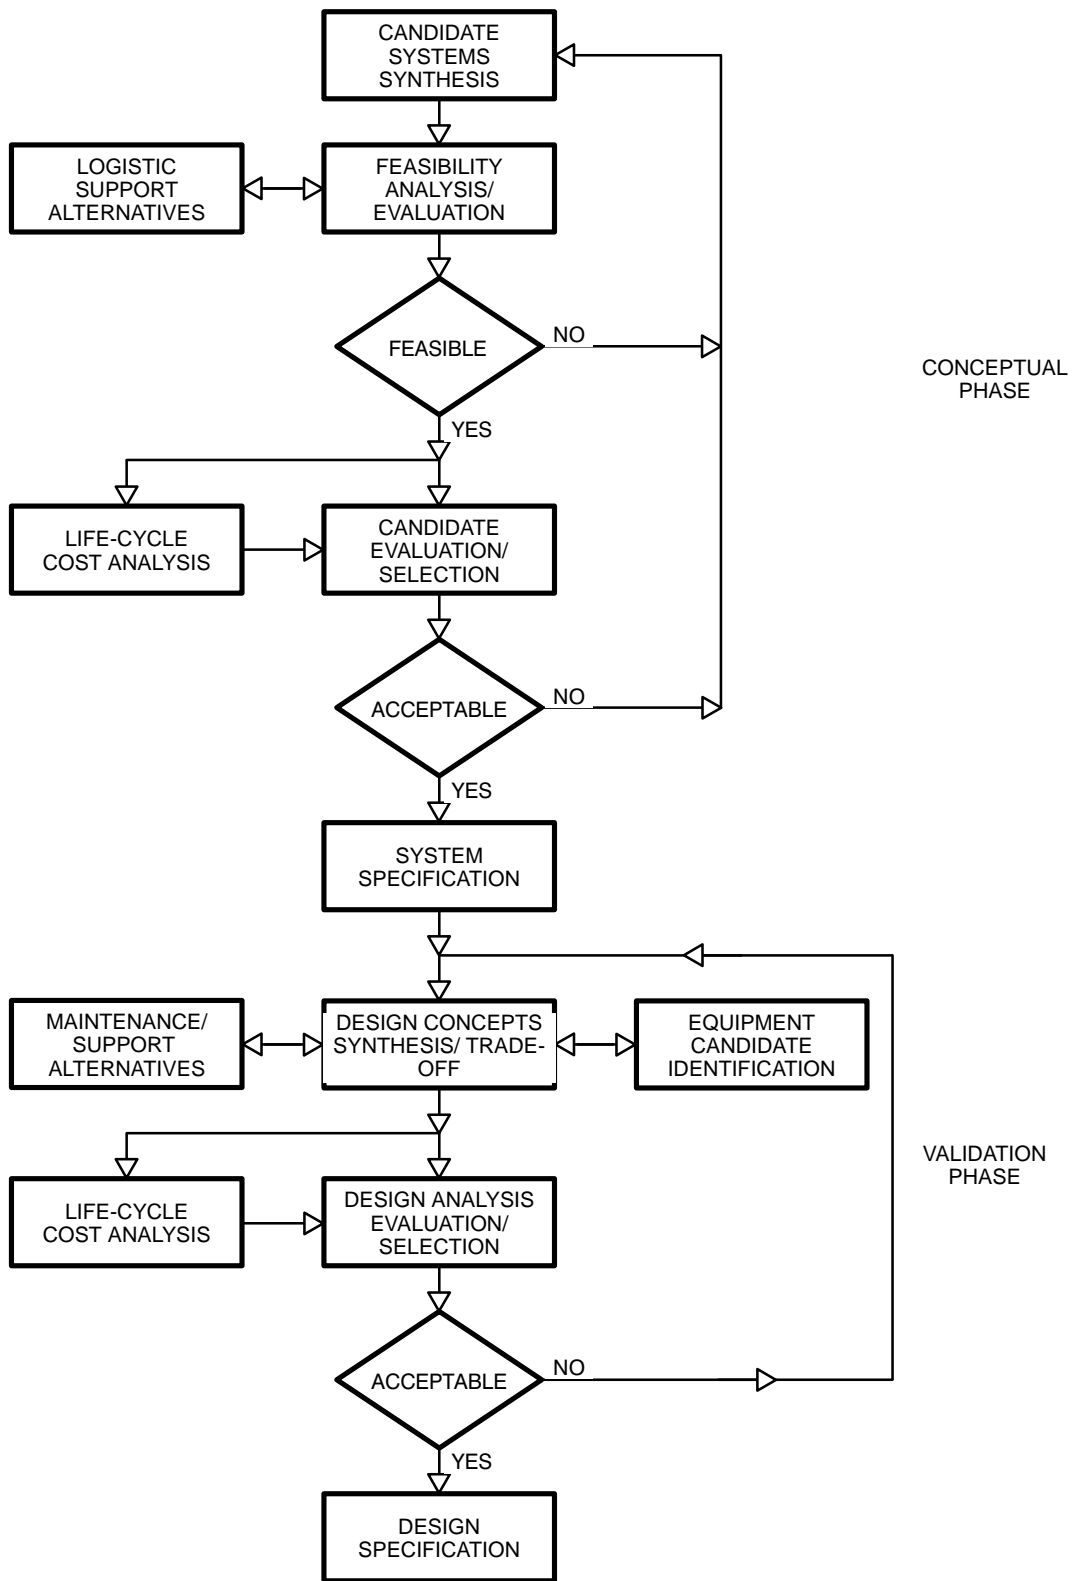 CANDIDATE
SYSTEMS
SYNTHESIS
LOGISTIC
SUPPORT
ALTERNATIVES
FEASIBILITY
ANALYSIS/
EVALUATION
FEASIBLE
NO
CONCEPTUAL
PHASE
YES
LIFE-CYCLE
COST ANALYSIS
CANDIDATE
EVALUATION/
SELECTION
ACCEPTABLE
NO
YES
SYSTEM
SPECIFICATION
MAINTENANCE/
SUPPORT
ALTERNATIVES
DESIGN CONCEPTS
SYNTHESIS/ TRADE-
OFF
EQUIPMENT
CANDIDATE
IDENTIFICATION
VALIDATION
PHASE
LIFE-CYCLE
COST ANALYSIS
DESIGN ANALYSIS
EVALUATION/
SELECTION
ACCEPTABLE
NO
YES
DESIGN
SPECIFICATION